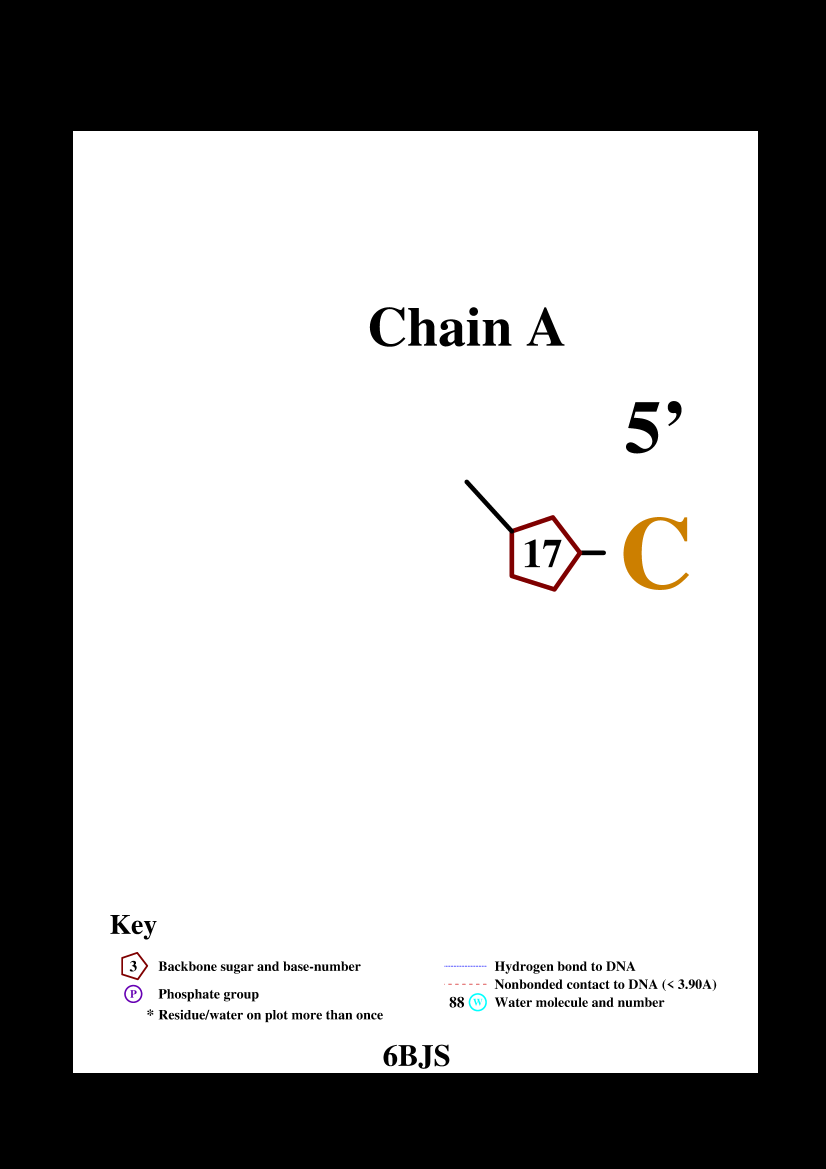 Chain A
5’
17 C
Key
3 Backbone sugar and base-number
P Phosphate group
* Residue/water on plot more than once
Hydrogen bond to DNA
Nonbonded contact to DNA (< 3.90A)
88 W Water molecule and number
6BJS